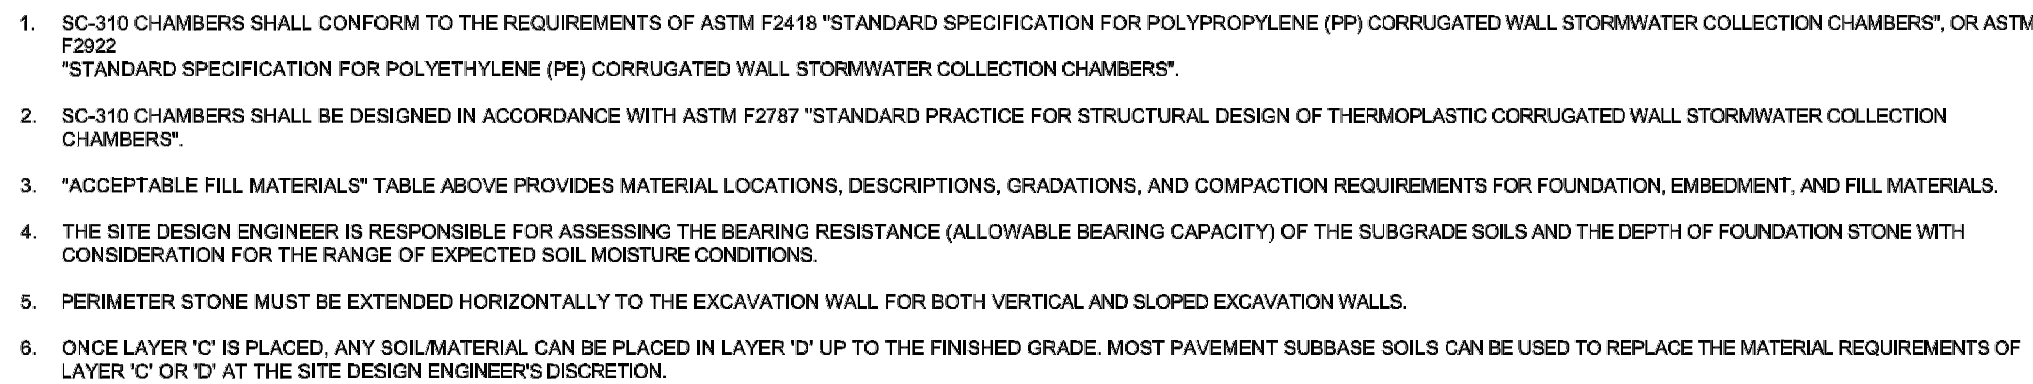 1. SC-310 CHAMBERS SHALL CONFORM TO THE REQUIREMENTS OF ASTM F2418 "STANDARD SPECIFICATION FOR POLYPROPYLENE (PP) CORRUGATED WALL STORMWATER COLLECTION CHAMBERS", OR ASTM
F2922
"STANDARD SPECIFICATION FOR POLYETHYLENE (PE) CORRUGATED WALL STORMWATER COLLECTION CHAMBERS".
2. SC-310 CHAMBERS SHALL BE DESIGNED IN ACCORDANCE WITH ASTM F2787 "STANDARD PRACTICE FOR STRUCTURAL DESIGN OF THERMOPLASTIC CORRUGATED WALL STORMWATER COLLECTION
CHAMBERS".
3. "ACCEPTABLE FILL MATERIALS" TABLE ABOVE PROVIDES MATERIAL LOCATIONS, DESCRIPTIONS, GRADATIONS, AND COMPACTION REQUIREMENTS FOR FOUNDATION, EMBEDMENT, AND FILL MATERIALS.
4. THE SITE DESIGN ENGINEER IS RESPONSIBLE FOR ASSESSING THE BEARING RESISTANCE (ALLOWABLE BEARING CAPACITY) OF THE SUBGRADE SOILS AND THE DEPTH OF FOUNDATION STONE WITH
CONSIDERATION FOR THE RANGE OF EXPECTED SOIL MOISTURE CONDITIONS.
5. PERIMETER STONE MUST BE EXTENDED HORIZONTALLY TO THE EXCAVATION WALL FOR BOTH VERTICAL AND SLOPED EXCAVATION WALLS.
6. ONCE LAYER 'C' IS PLACED, ANY SOIL/MATERIAL CAN BE PLACED IN LAYER 'D' UP TO THE FINISHED GRADE. MOST PAVEMENT SUBBASE SOILS CAN BE USED TO REPLACE THE MATERIAL REQUIREMENTS OF
LAYER 'C' OR 'D' AT THE SITE DESIGN ENGINEER'S DISCRETION.